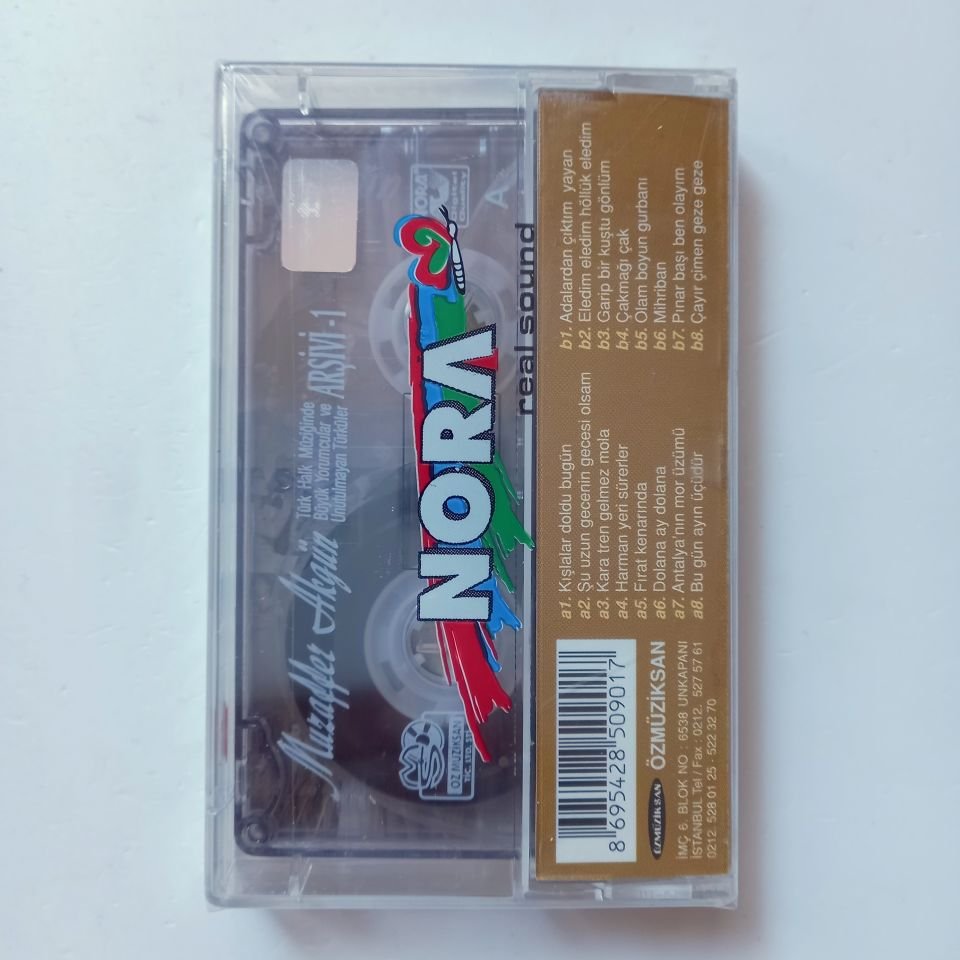 Muzaffer Akgün
Türk Halk Müziğinde
Büyük Yorumcular ve
Unutulmayan Türküler
ARŞİVİ -1
ÖZ MÜZİKSAN
NORA
Digital
Quality
A
NORA
real sound
8 695428 509017
ÖZMÜZİKSAN
ÖZMÜZİKSAN
İMÇ 6. BLOK NO : 6538 UNKAPANI
İSTANBUL Tel / Fax : 0212. 527 57 61
0212. 528 01 25 - 522 32 70
a1. Kışlalar doldu bugün
a2. Şu uzun gecenin gecesi olsam
a3. Kara tren gelmez mola
a4. Harman yeri sürerler
a5. Fırat kenarında
a6. Dolana ay dolana
a7. Antalya'nın mor üzümü
a8. Bu gün ayın üçüdür
b1. Adalardan çıktım yayan
b2. Eledim eledim höllük eledim
b3. Garip bir kuştu gönlüm
b4. Çakmağı çak
b5. Olam boyun gurbanı
b6. Mihriban
b7. Pınar başı ben olayım
b8. Çayır çimen geze geze